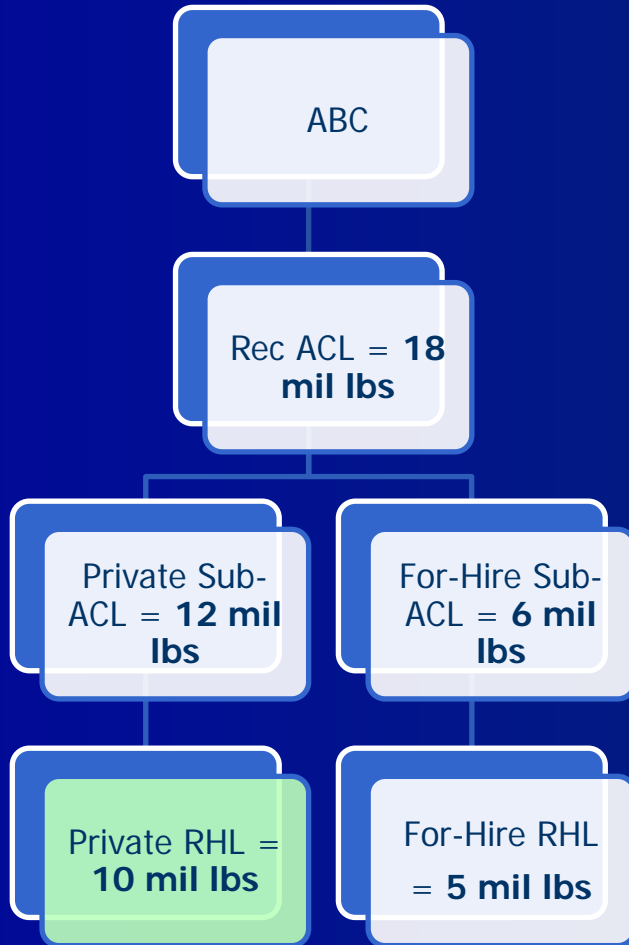 ABC
Rec ACL = 18
mil lbs
Private Sub-
ACL = 12 mil
lbs
For-Hire Sub-
ACL = 6 mil
lbs
Private RHL =
10 mil lbs
For-Hire RHL
= 5 mil lbs